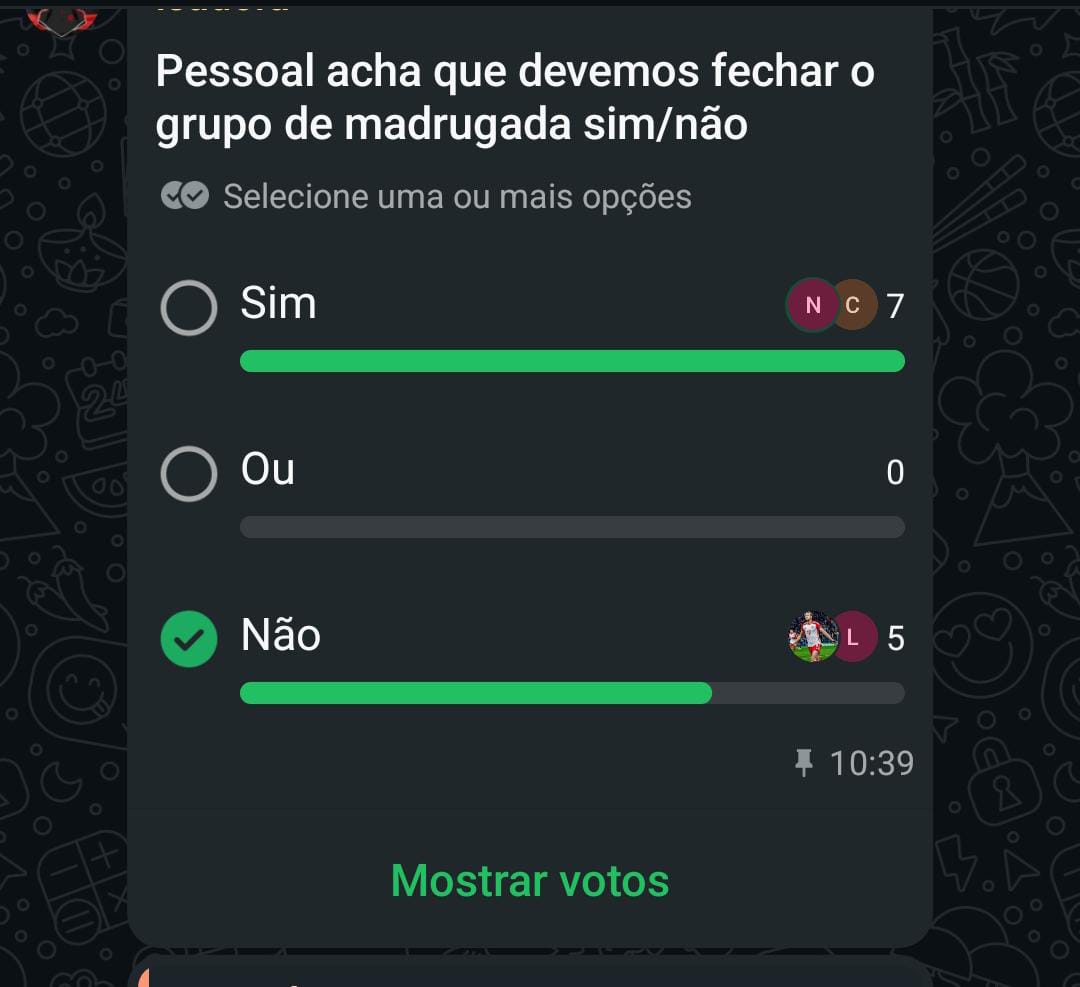 Pessoal acha que devemos fechar o
grupo de madrugada sim/não
Selecione uma ou mais opções
Sim
N C 7
Ou
0
Não
L 5
10:39
Mostrar votos